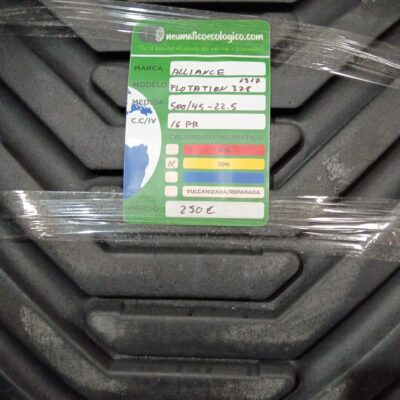 neumaticoecologico.com
MARCA ALLIANCE
1317
MODELO FLOTATION 328
MEDIDA 500/45-22.5
C.C/IV 16 PR
CALIDAD DEL NEUMÁTICO
70%
VULCANIZADA/REPARADA
PRECIO 250 €